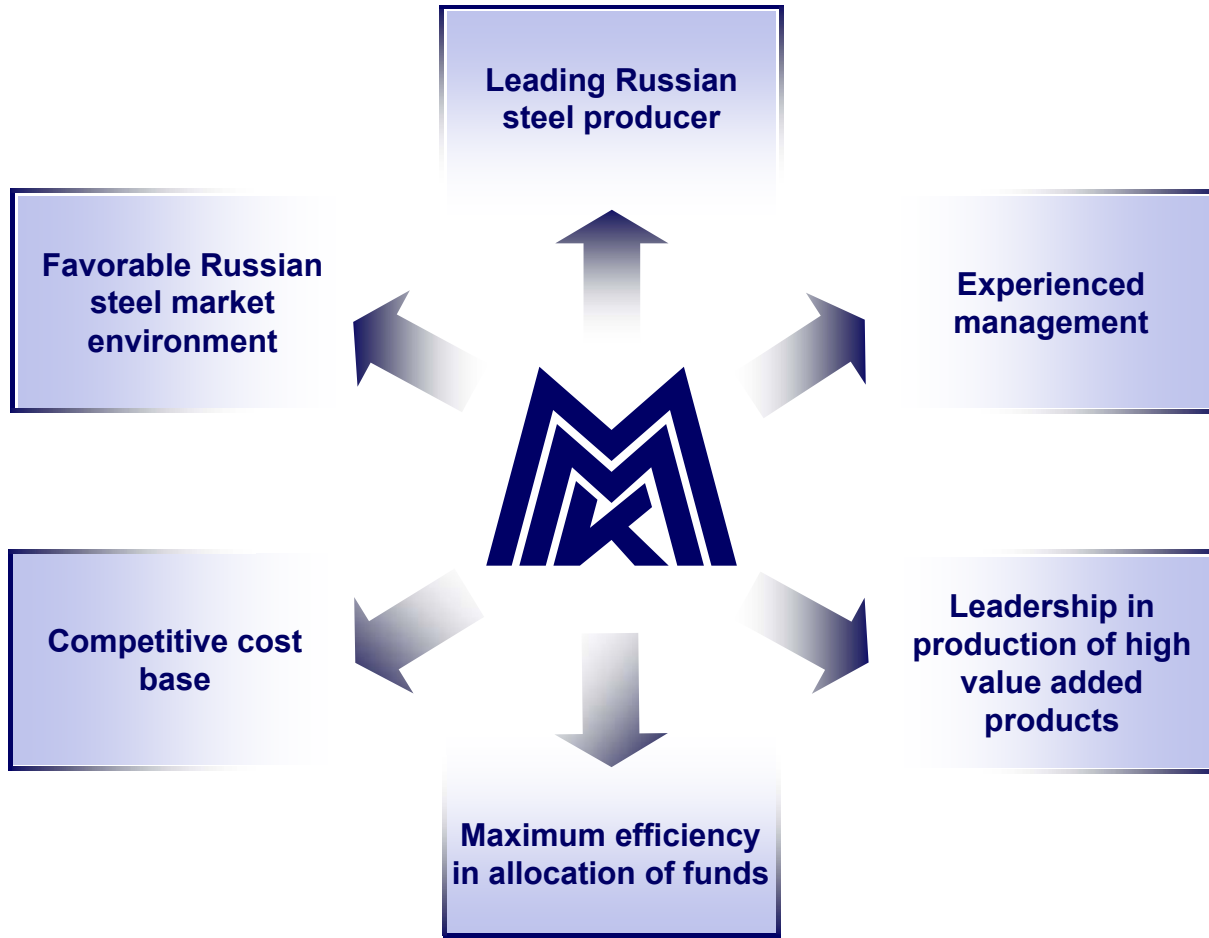 Leading Russian
steel producer
Favorable Russian
steel market
environment
Experienced
management
MMK
Competitive cost
base
Leadership in
production of high
value added
products
Maximum efficiency
in allocation of funds